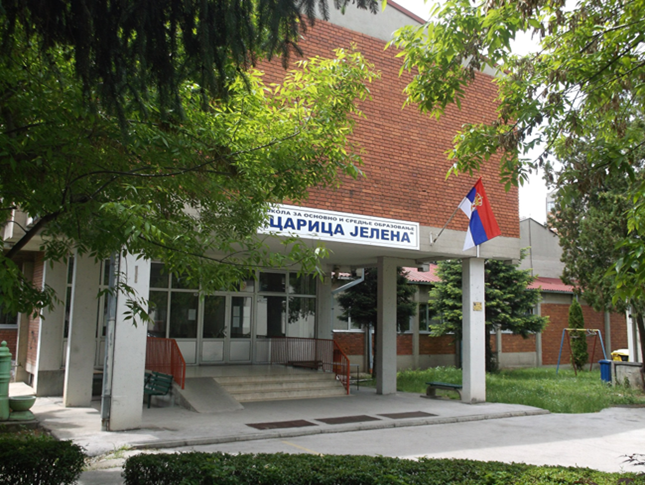 ШКОЛА ЗА ОСНОВНО И СРЕДЊЕ ОБРАЗОВАЊЕ
"ЦАРИЦА ЈЕЛЕНА"